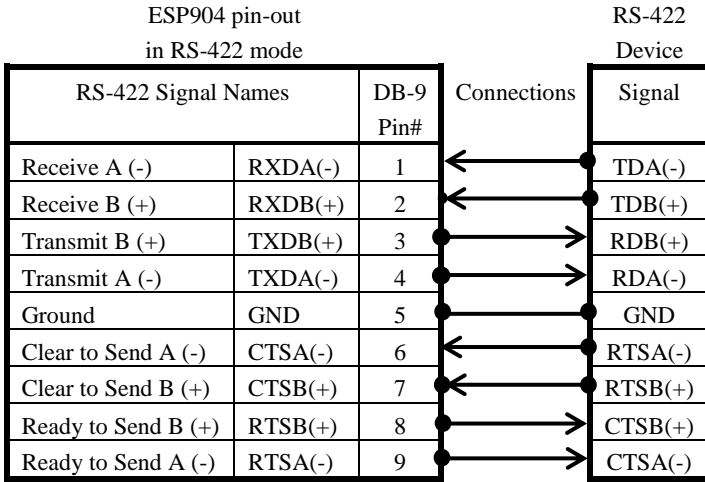 ESP904 pin-out RS-422
in RS-422 mode Device
RS-422 Signal Names DB-9 Connections Signal
Pin#
Receive A (-) RXDA(-) 1 TDA(-)
Receive B (+) RXDB(+) 2 TDB(+)
Transmit B (+) TXDB(+) 3 RDB(+)
Transmit A (-) TXDA(-) 4 RDA(-)
Ground GND 5 GND
Clear to Send A (-) CTSA(-) 6 RTSA(-)
Clear to Send B (+) CTSB(+) 7 RTSB(+)
Ready to Send B (+) RTSB(+) 8 CTSB(+)
Ready to Send A (-) RTSA(-) 9 CTSA(-)